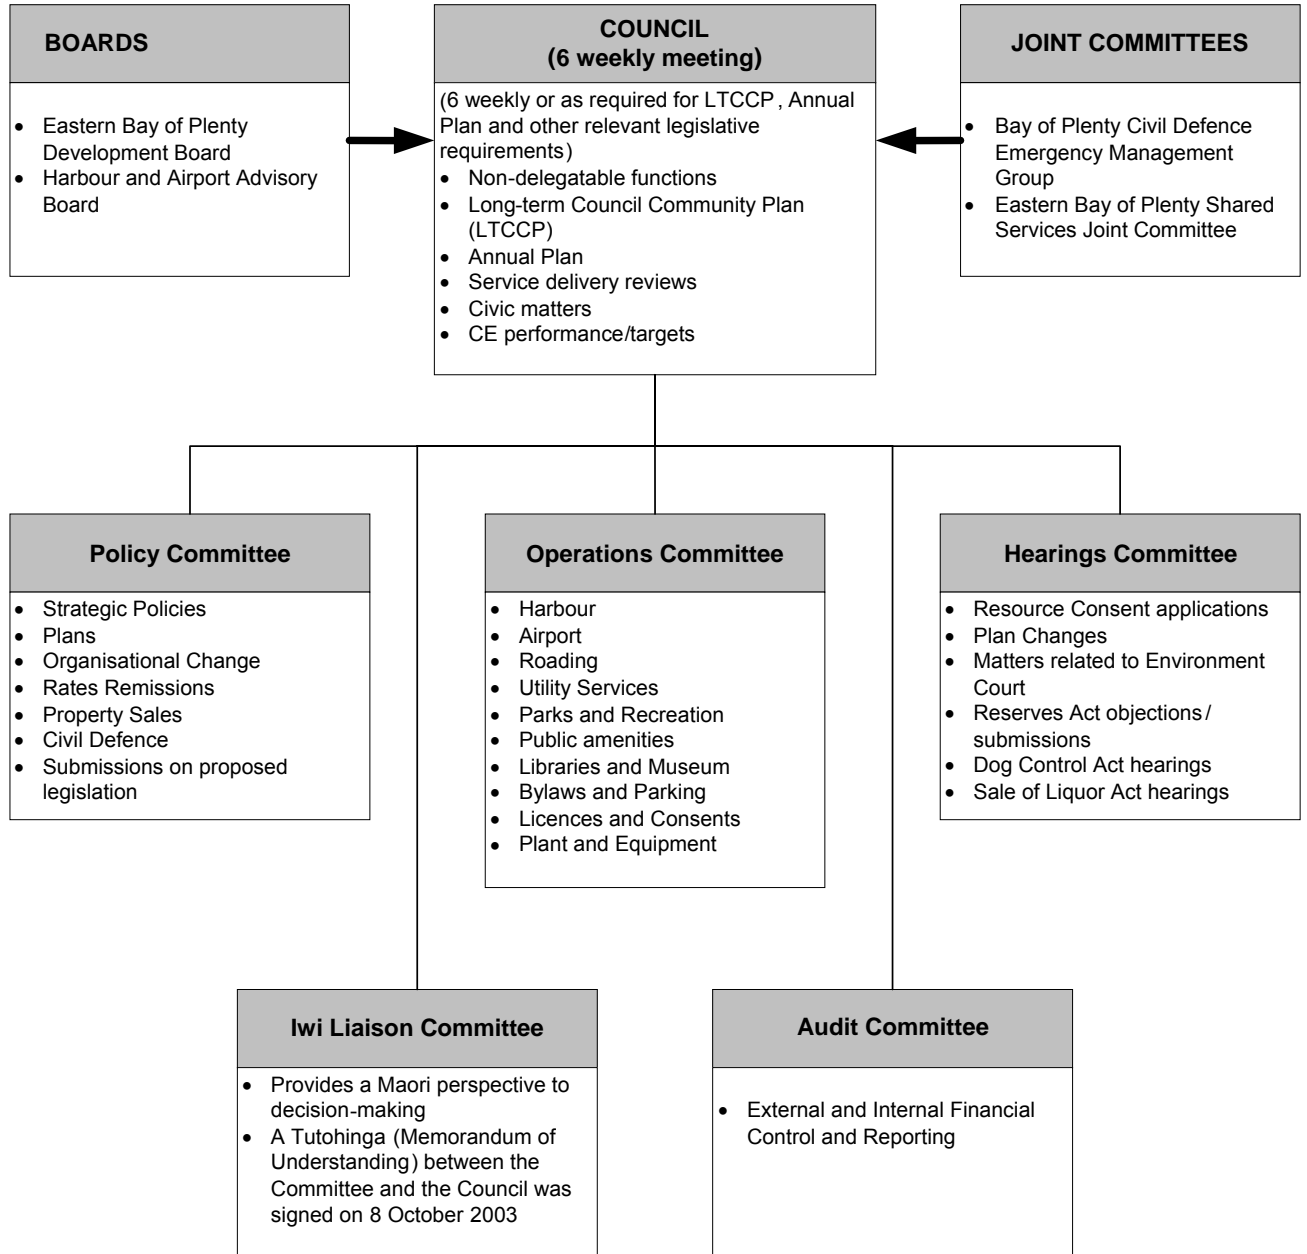 BOARDS
• Eastern Bay of Plenty
Development Board
• Harbour and Airport Advisory
Board
COUNCIL
(6 weekly meeting)
(6 weekly or as required for LTCCP, Annual
Plan and other relevant legislative
requirements)
• Non-delegatable functions
• Long-term Council Community Plan
(LTCCP)
• Annual Plan
• Service delivery reviews
• Civic matters
• CE performance/targets
JOINT COMMITTEES
• Bay of Plenty Civil Defence
Emergency Management
Group
• Eastern Bay of Plenty Shared
Services Joint Committee
Policy Committee
• Strategic Policies
• Plans
• Organisational Change
• Rates Remissions
• Property Sales
• Civil Defence
• Submissions on proposed
legislation
Operations Committee
• Harbour
• Airport
• Roading
• Utility Services
• Parks and Recreation
• Public amenities
• Libraries and Museum
• Bylaws and Parking
• Licences and Consents
• Plant and Equipment
Hearings Committee
• Resource Consent applications
• Plan Changes
• Matters related to Environment
Court
• Reserves Act objections/
submissions
• Dog Control Act hearings
• Sale of Liquor Act hearings
Iwi Liaison Committee
• Provides a Maori perspective to
decision-making
• A Tutohinga (Memorandum of
Understanding) between the
Committee and the Council was
signed on 8 October 2003
Audit Committee
• External and Internal Financial
Control and Reporting